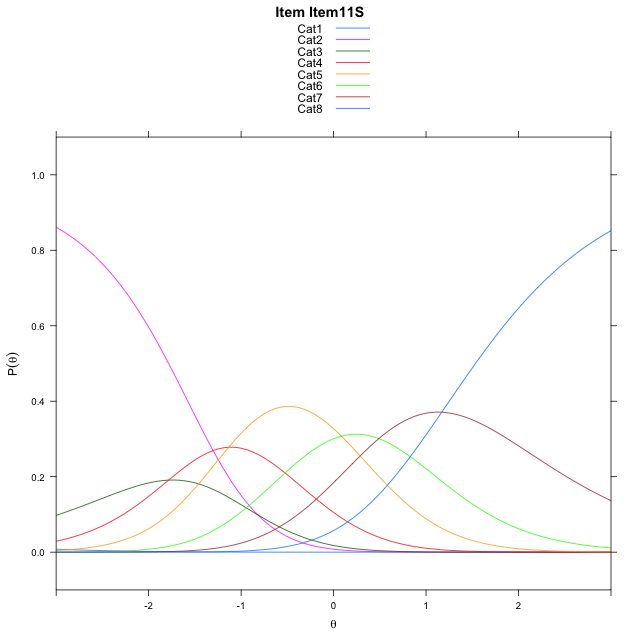 Item Item11S
Cat1
Cat2
Cat3
Cat4
Cat5
Cat6
Cat7
Cat8
1.0
0.8
0.6
0.4
0.2
0.0
P(θ)
-2 -1 0 1 2
θ